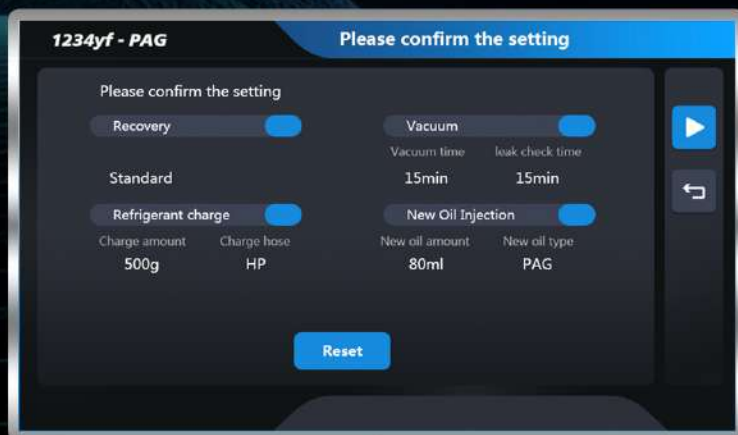 1234yf - PAG
Please confirm the setting
Please confirm the setting
Recovery
Standard
Vacuum
Vacuum time leak check time
15min 15min
Refrigerant charge
Charge amount Charge hose
500g HP
New Oil Injection
New oil amount New oil type
80ml PAG
Reset